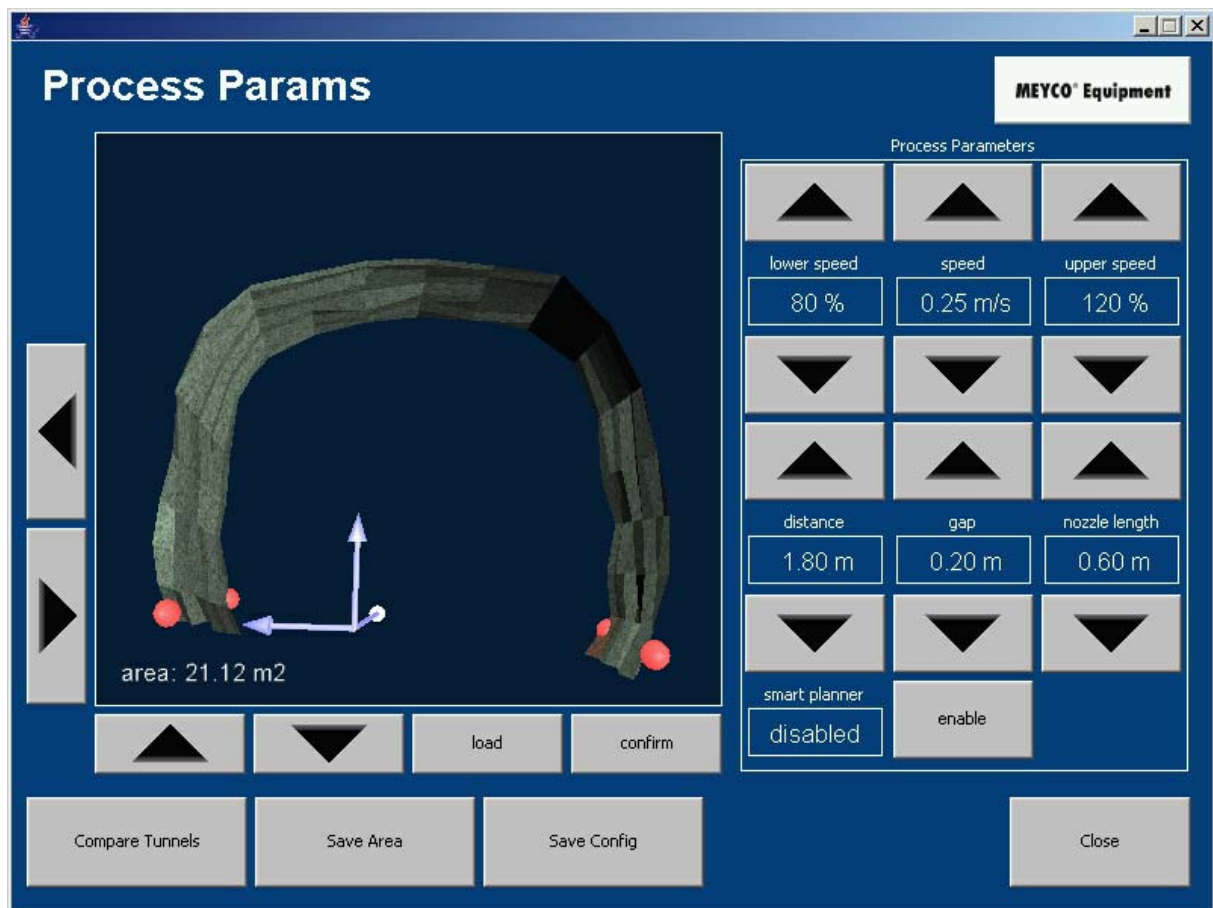 Process Params
MEYCO® Equipment
Process Parameters
lower speed
speed
upper speed
80 %
0.25 m/s
120 %
distance
gap
nozzle length
1.80 m
0.20 m
0.60 m
area: 21.12 m2
smart planner
disabled
enable
load
confirm
Compare Tunnels
Save Area
Save Config
Close